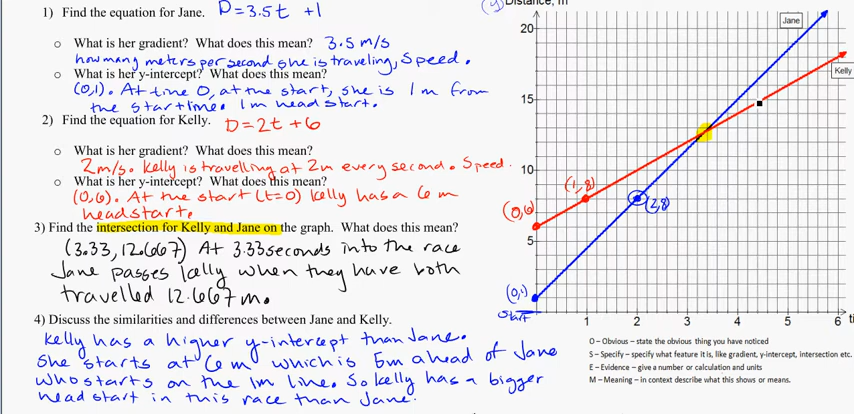 1) Find the equation for Jane. D=3.5t +1
o What is her gradient? What does this mean? 3.5 m/s
how many meters per second she is traveling, Speed.
o What is her y-intercept? What does this mean?
(0,1). At time 0, at the start, she is 1m from
the start line. 1m head start.
2) Find the equation for Kelly. D=2t +6
o What is her gradient? What does this mean?
2m/s. Kelly is travelling at 2m every second. Speed.
o What is her y-intercept? What does this mean?
(0,6). At the start (t=0) Kelly has a 6m
headstart.
3) Find the intersection for Kelly and Jane on the graph. What does this mean?
(3.33, 12.667) At 3.33 seconds into the race
Jane passes Kelly when they have both
travelled 12.667 m.
4) Discuss the similarities and differences between Jane and Kelly.
Kelly has a higher y-intercept than Jane.
She starts at 6m which is 5m ahead of Jane
who starts on the 1m line. So Kelly has a bigger
head start in this race than Jane.
(y) Distance, m
20
15
10
5
Jane
Kelly
(1,8)
(0,6)
(2,8)
(0,1)
Start
1 2 3 4 5 6
O – Obvious – state the obvious thing you have noticed
S – Specify – specify what feature it is, like gradient, y-intercept, intersection etc.
E – Evidence – give a number or calculation and units
M – Meaning - in context describe what this shows or means.